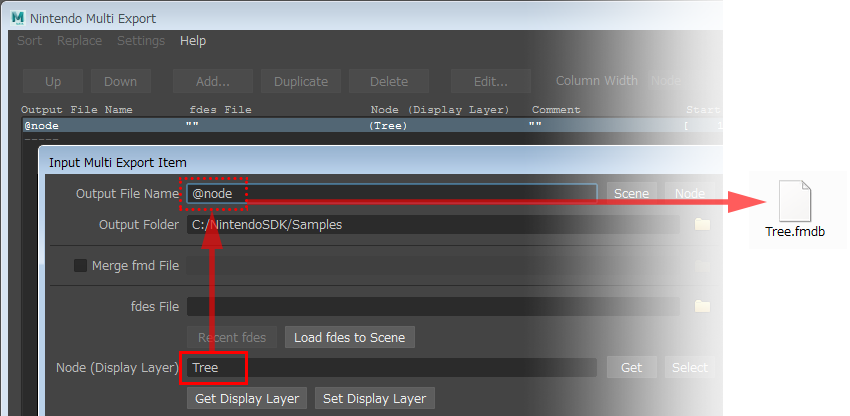 Nintendo Multi Export
Sort Replace Settings Help
Up Down Add... Duplicate Delete Edit... Column Width Node
Output File Name fdes File Node (Display Layer) Comment Start
@node "" (Tree) "" [ 1
-----
Input Multi Export Item
Output File Name @node Scene Node
Tree.fmdb
Output Folder C:/NintendoSDK/Samples
Merge fmd File
fdes File
Recent fdes Load fdes to Scene
Node (Display Layer) Tree Get Select
Get Display Layer Set Display Layer